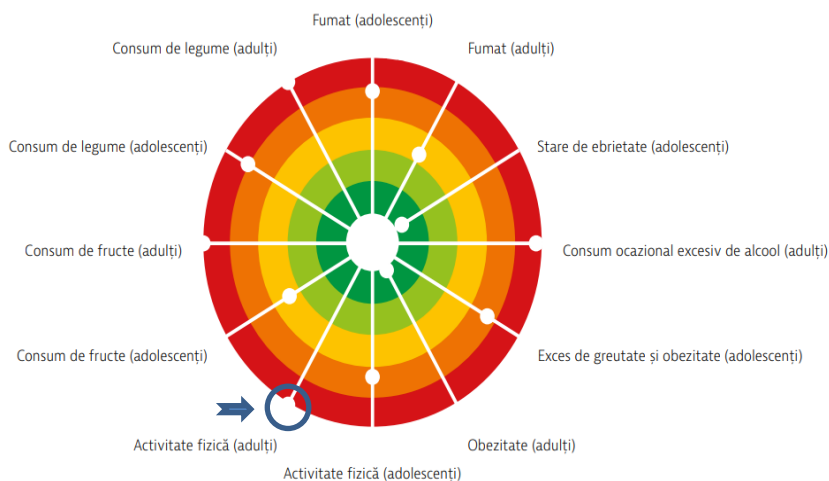 Fumat (adolescenți)
Consum de legume (adulți)
Fumat (adulți)
Consum de legume (adolescenți)
Stare de ebrietate (adolescenți)
Consum de fructe (adulți)
Consum ocazional excesiv de alcool (adulți)
Consum de fructe (adolescenți)
Exces de greutate și obezitate (adolescenți)
Activitate fizică (adulți)
Obezitate (adulți)
Activitate fizică (adolescenți)